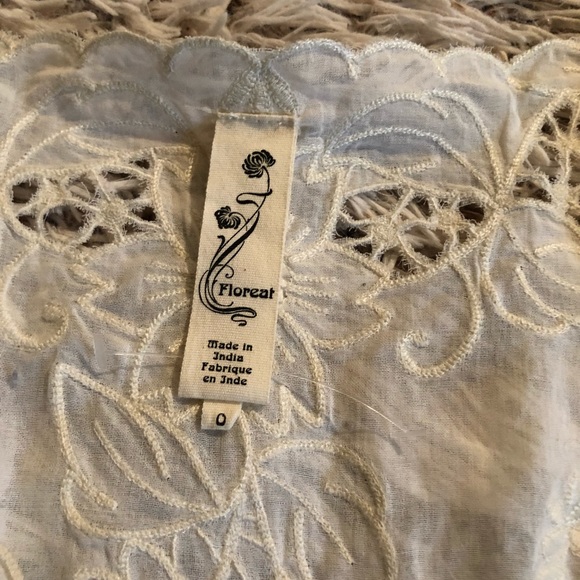 Floreat
Made in
India
Fabrique
en Inde
0